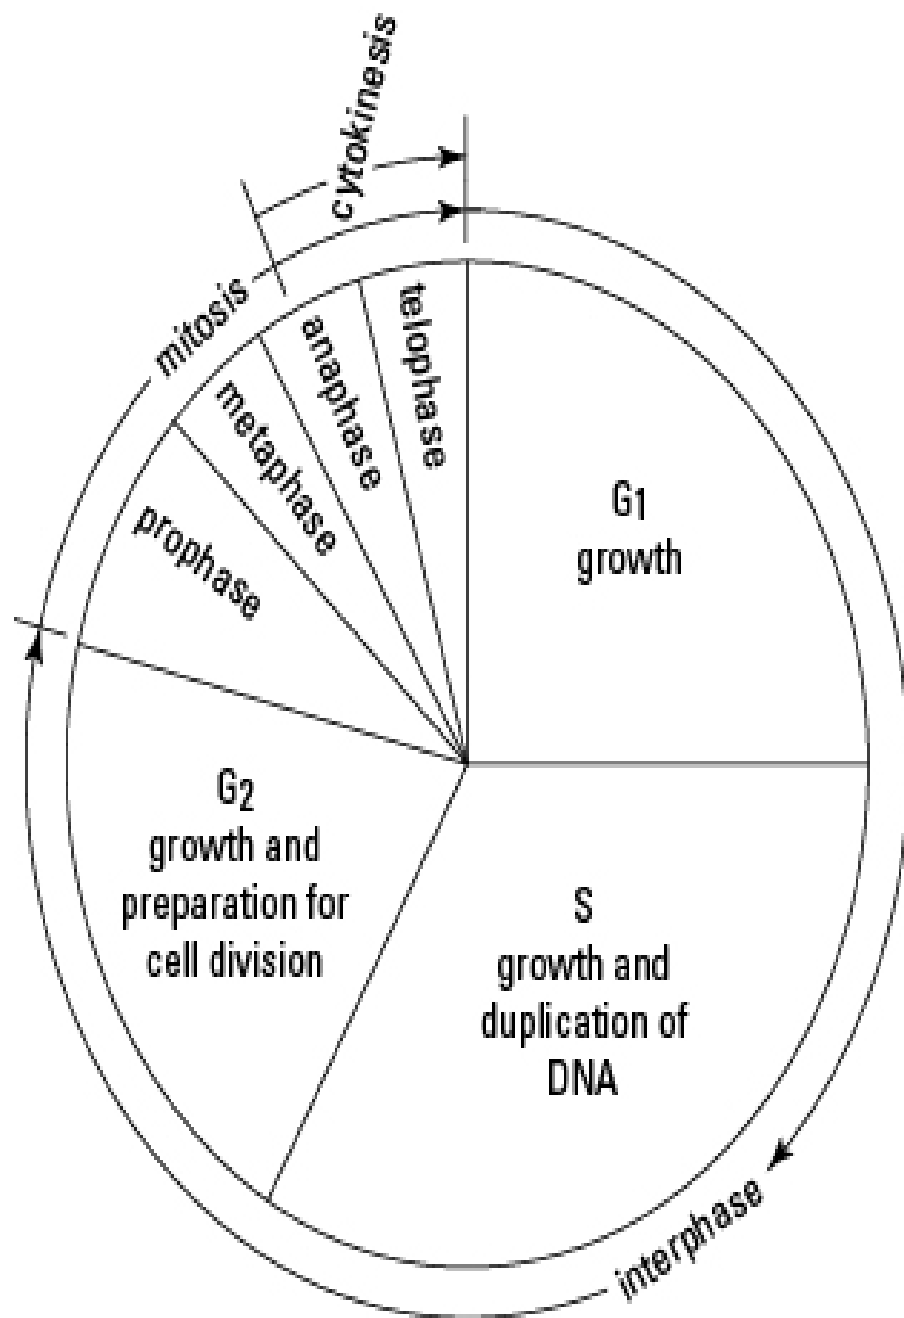 cytokinesis
mitosis
telophase
anaphase
metaphase
prophase
G1
growth
G2
growth and
preparation for
cell division
S
growth and
duplication of
DNA
interphase